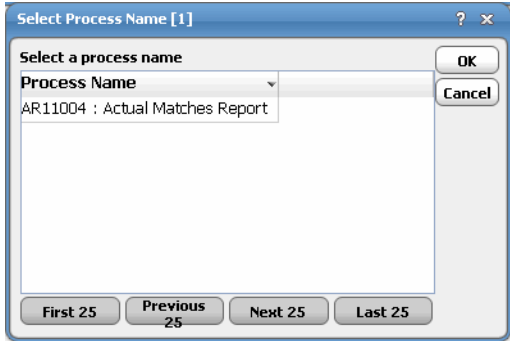 Select Process Name [1]
? x
Select a process name
OK
Process Name
Cancel
AR11004 : Actual Matches Report
First 25
Previous
25
Next 25
Last 25